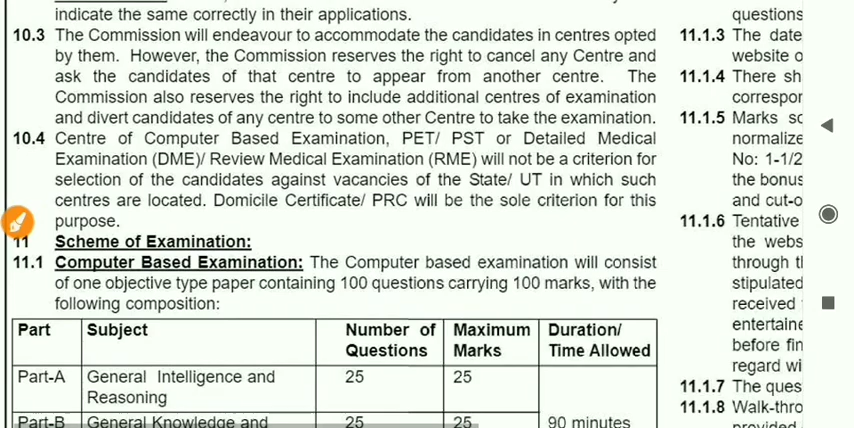 indicate the same correctly in their applications.
10.3 The Commission will endeavour to accommodate the candidates in centres opted
by them. However, the Commission reserves the right to cancel any Centre and
ask the candidates of that centre to appear from another centre. The
Commission also reserves the right to include additional centres of examination
and divert candidates of any centre to some other Centre to take the examination.
10.4 Centre of Computer Based Examination, PET/ PST or Detailed Medical
Examination (DME)/ Review Medical Examination (RME) will not be a criterion for
selection of the candidates against vacancies of the State/ UT in which such
centres are located. Domicile Certificate/ PRC will be the sole criterion for this
purpose.
11 Scheme of Examination:
11.1 Computer Based Examination: The Computer based examination will consist
of one objective type paper containing 100 questions carrying 100 marks, with the
following composition:
Part Subject Number of Maximum Duration/
Questions Marks Time Allowed
Part-A General Intelligence and 25 25
Reasoning
Part-B General Knowledge and 25 25 90 minutes
questions
11.1.3 The date
website o
11.1.4 There sh
correspor
11.1.5 Marks sc
normalize
No: 1-1/2
the bonus
and cut-o
11.1.6 Tentative
the webs
through t
stipulated
received
entertaine
before fin
regard wi
11.1.7 The ques
11.1.8 Walk-thro
provided